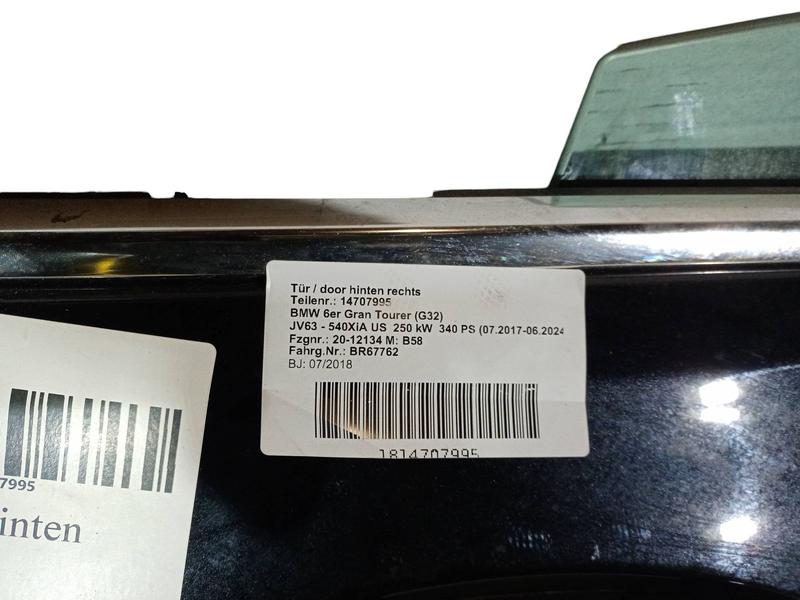 Tür / door hinten rechts
Teilenr.: 14707995
BMW 6er Gran Tourer (G32)
JV63 - 540XiA US 250 kW 340 PS (07.2017-06.2024
Fzgnr.: 20-12134 M: B58
Fahrg.Nr.: BR67762
BJ: 07/2018
1814707995
7995
inten